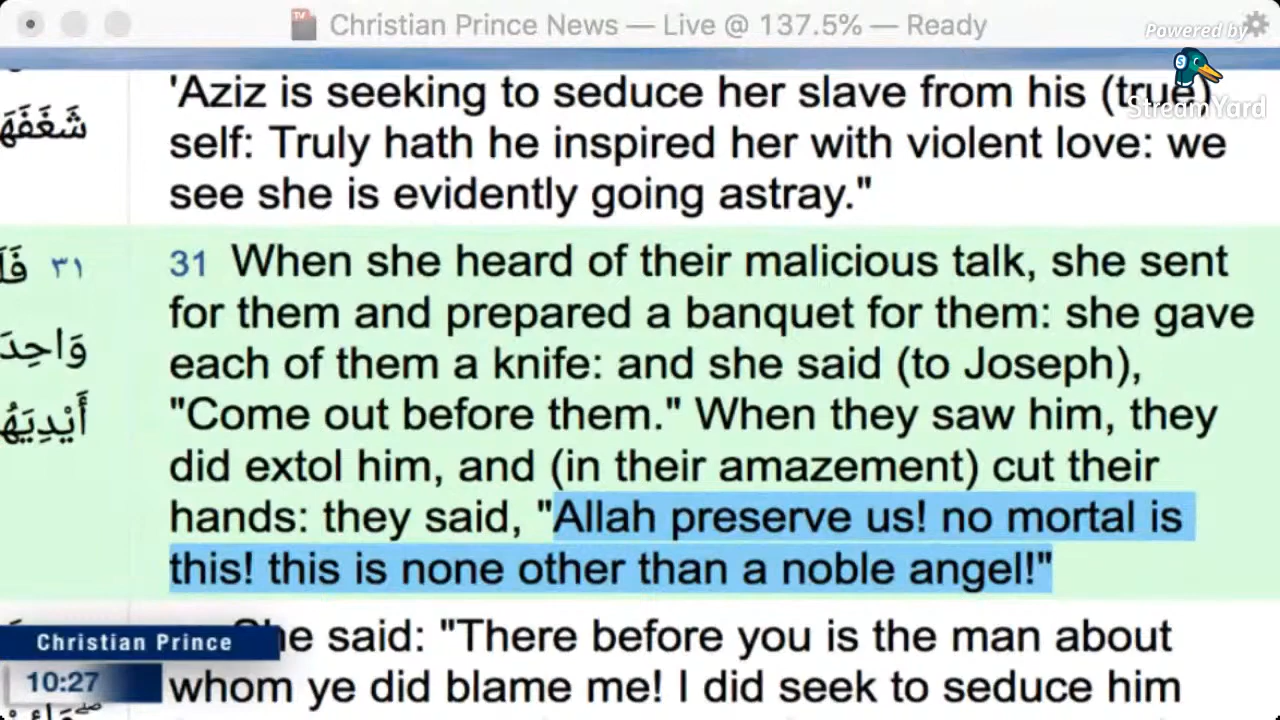 Christian Prince News — Live @ 137.5% — Ready
Powered by
StreamYard
'Aziz is seeking to seduce her slave from his (true)
شَغَفَهَ
self: Truly hath he inspired her with violent love: we
see she is evidently going astray."
٣١ فَلَ
31 When she heard of their malicious talk, she sent
for them and prepared a banquet for them: she gave
وَاحِدَ
each of them a knife: and she said (to Joseph),
أَيْدِيَهُ
"Come out before them." When they saw him, they
did extol him, and (in their amazement) cut their
hands: they said, "Allah preserve us! no mortal is
this! this is none other than a noble angel!"
he said: "There before you is the man about
Christian Prince
10:27
whom ye did blame me! I did seek to seduce him